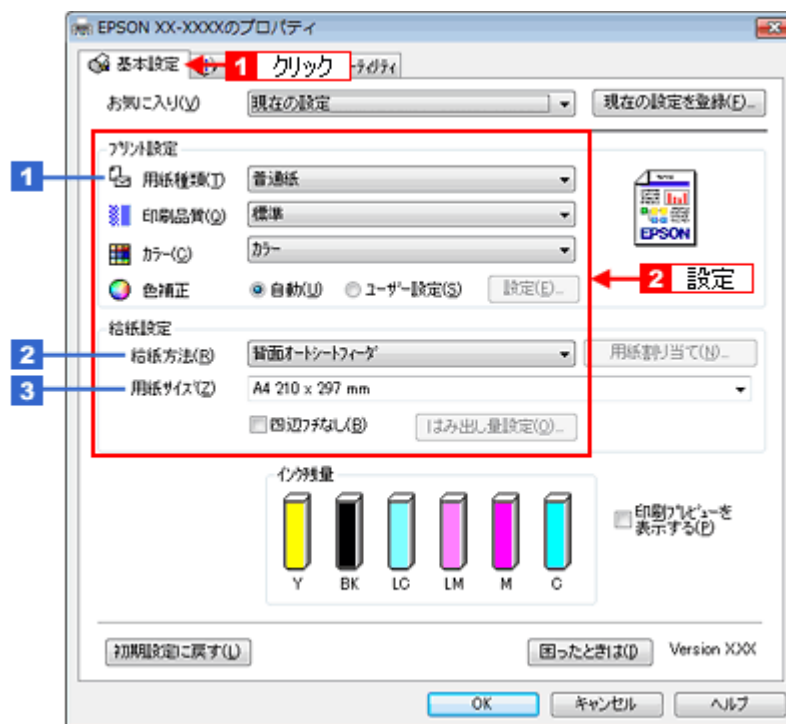 EPSON XX-XXXXのプロパティ
基本設定
1 クリック
ーティリティ
お気に入り(V) 現在の設定 現在の設定を登録(F)...
プリント設定
1 用紙種類(T) 普通紙
印刷品質(Q) 標準
EPSON
カラー(C) カラー
2 設定
色補正 自動(U) ユーザー設定(S) 設定(E)...
給紙設定
2 給紙方法(R) 背面オートシートフィーダ 用紙割り当て(N)...
3 用紙サイズ(Z) A4 210 x 297 mm
四辺フチなし(B) はみ出し量設定(O)...
インク残量
印刷プレビューを
表示する(P)
Y BK LC LM M C
初期設定に戻す(L) 困ったときは(I) Version X.XX
OK キャンセル ヘルプ